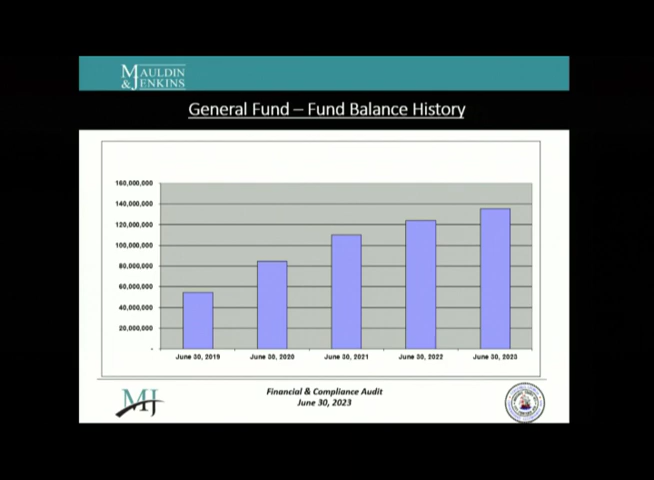 MAULDIN
& JENKINS
General Fund – Fund Balance History
160,000,000
140,000,000
120,000,000
100,000,000
80,000,000
60,000,000
40,000,000
20,000,000
-
June 30, 2019 June 30, 2020 June 30, 2021 June 30, 2022 June 30, 2023
MJ
Financial & Compliance Audit
June 30, 2023